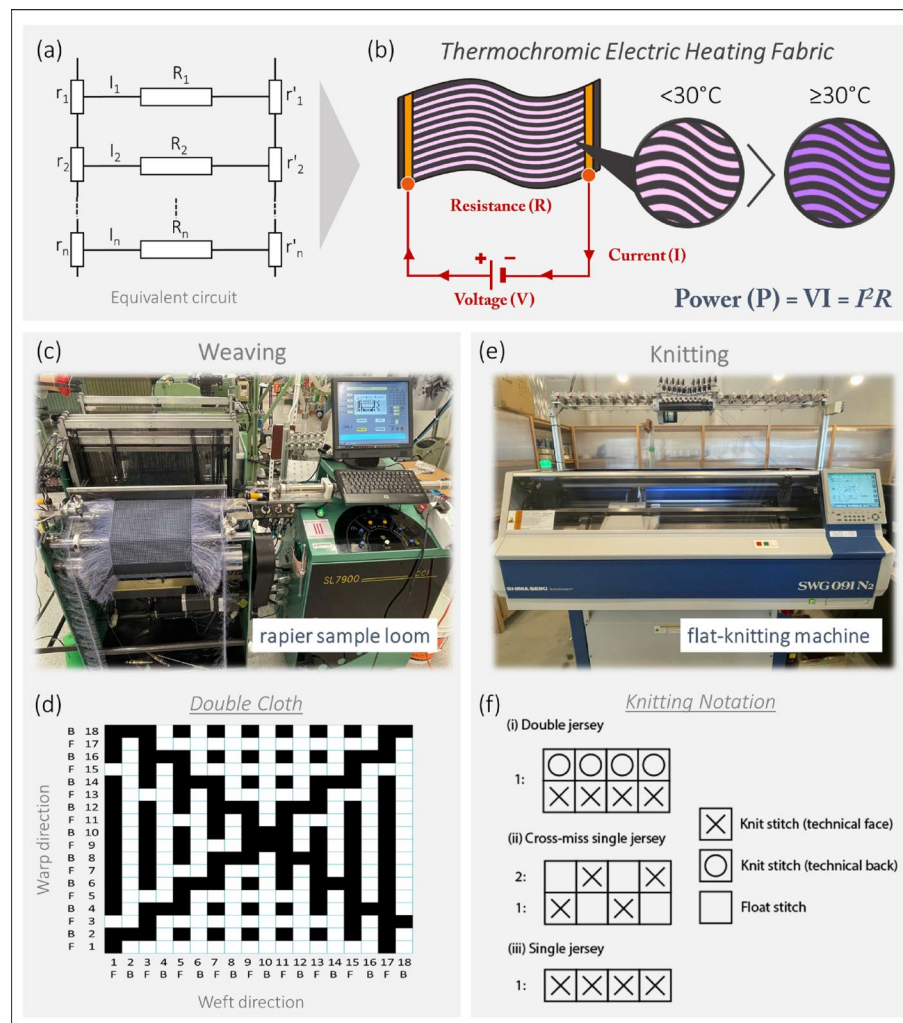 (a)
I₁
R₁
r₁
r'₁
I₂
R₂
r₂
r'₂
Iₙ
Rₙ
rₙ
r'ₙ
Equivalent circuit
(b)
Thermochromic Electric Heating Fabric
<30°C
≥30°C
Resistance (R)
+ −
Current (I)
Voltage (V)
Power (P) = VI = I²R
(c)
Weaving
SL7900
CCI
rapier sample loom
(e)
Knitting
SHIMA SEIKI
SWG 091 N2
flat-knitting machine
(d)
Double Cloth
B 18
F 17
B 16
F 15
B 14
F 13
B 12
F 11
B 10
F 9
B 8
F 7
B 6
F 5
B 4
F 3
B 2
F 1
Warp direction
1 2 3 4 5 6 7 8 9 10 11 12 13 14 15 16 17 18
F B F B F B F B F B F B F B F B F B
Weft direction
(f)
Knitting Notation
(i) Double jersey
1:
(ii) Cross-miss single jersey
2:
1:
(iii) Single jersey
1:
Knit stitch (technical face)
Knit stitch (technical back)
Float stitch